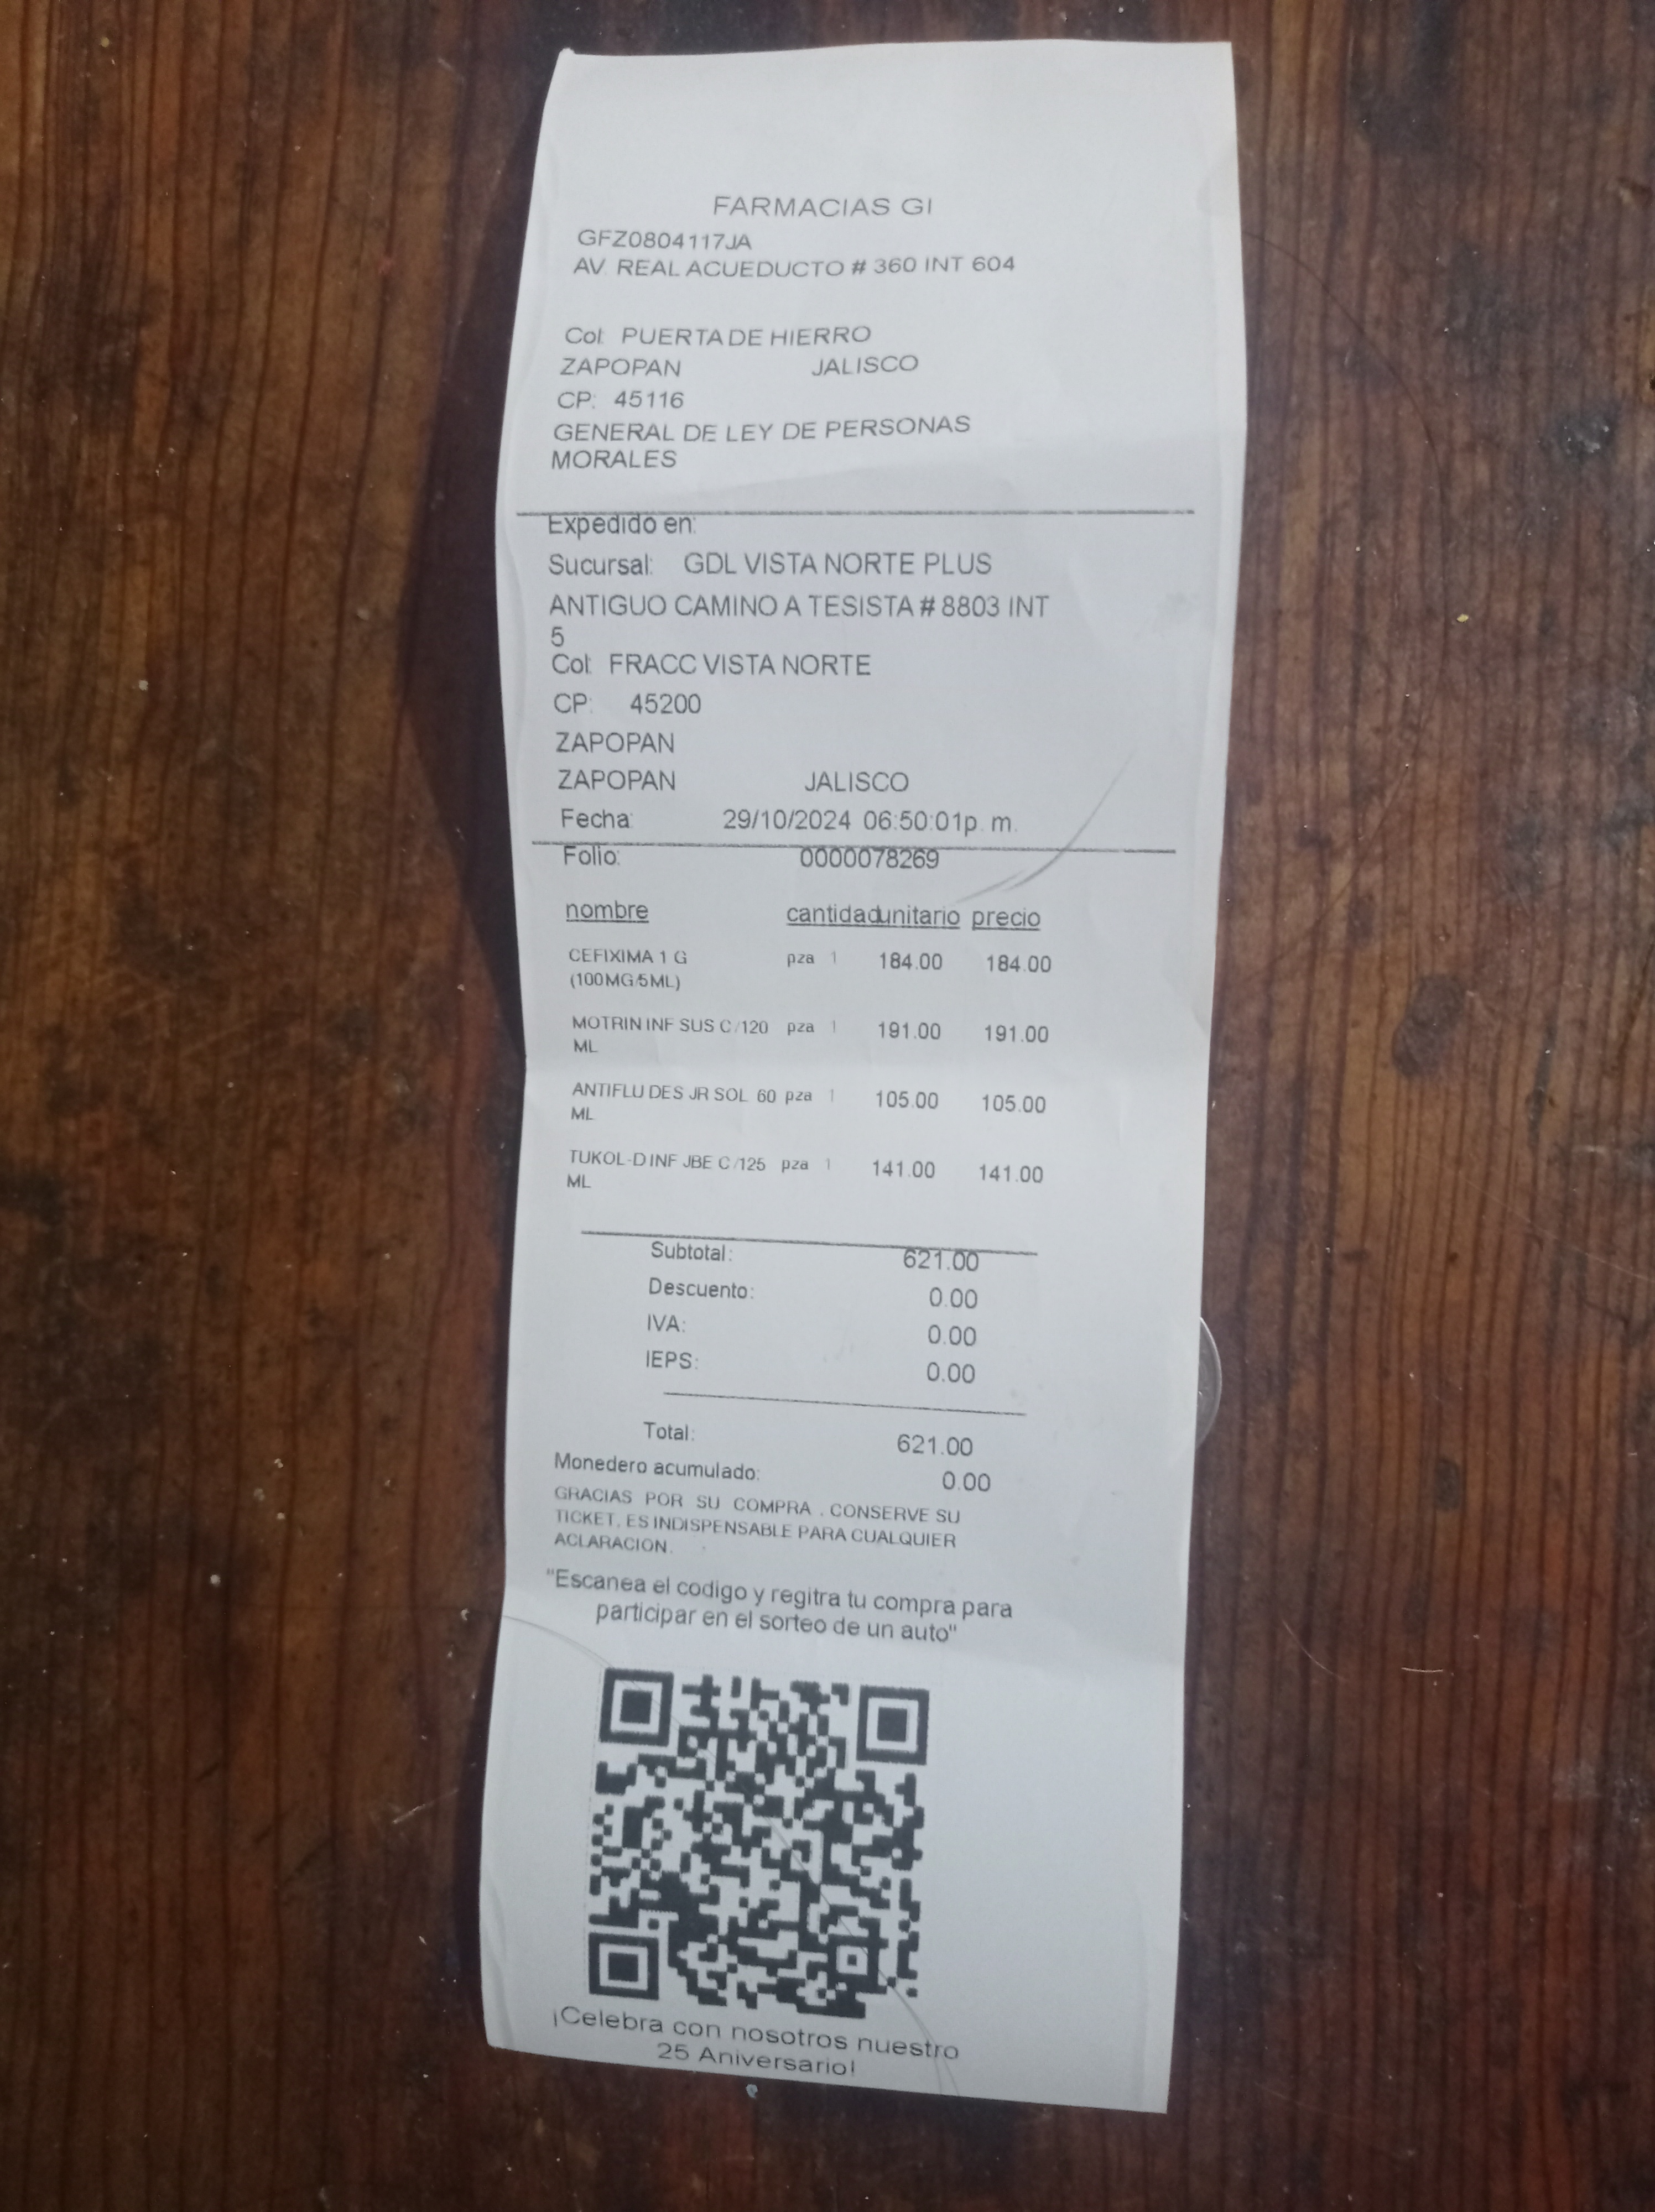 FARMACIAS GI
GFZ0804117JA
AV. REAL ACUEDUCTO # 360 INT 604
Col: PUERTA DE HIERRO
ZAPOPAN JALISCO
CP: 45116
GENERAL DE LEY DE PERSONAS
MORALES
Expedido en:
Sucursal: GDL VISTA NORTE PLUS
ANTIGUO CAMINO A TESISTA # 8803 INT
5
Col: FRACC VISTA NORTE
CP: 45200
ZAPOPAN
ZAPOPAN JALISCO
Fecha: 29/10/2024 06:50:01p. m.
Folio: 0000078269
nombre cantidad unitario precio
CEFIXIMA 1 G pza 1 184.00 184.00
(100MG/5ML)
MOTRIN INF SUS C/120 pza 1 191.00 191.00
ML
ANTIFLU DES JR SOL 60 pza 1 105.00 105.00
ML
TUKOL-D INF JBE C/125 pza 1 141.00 141.00
ML
Subtotal: 621.00
Descuento: 0.00
IVA: 0.00
IEPS: 0.00
Total: 621.00
Monedero acumulado: 0.00
GRACIAS POR SU COMPRA , CONSERVE SU
TICKET, ES INDISPENSABLE PARA CUALQUIER
ACLARACION.
"Escanea el codigo y regitra tu compra para
participar en el sorteo de un auto"
¡Celebra con nosotros nuestro
25 Aniversario!